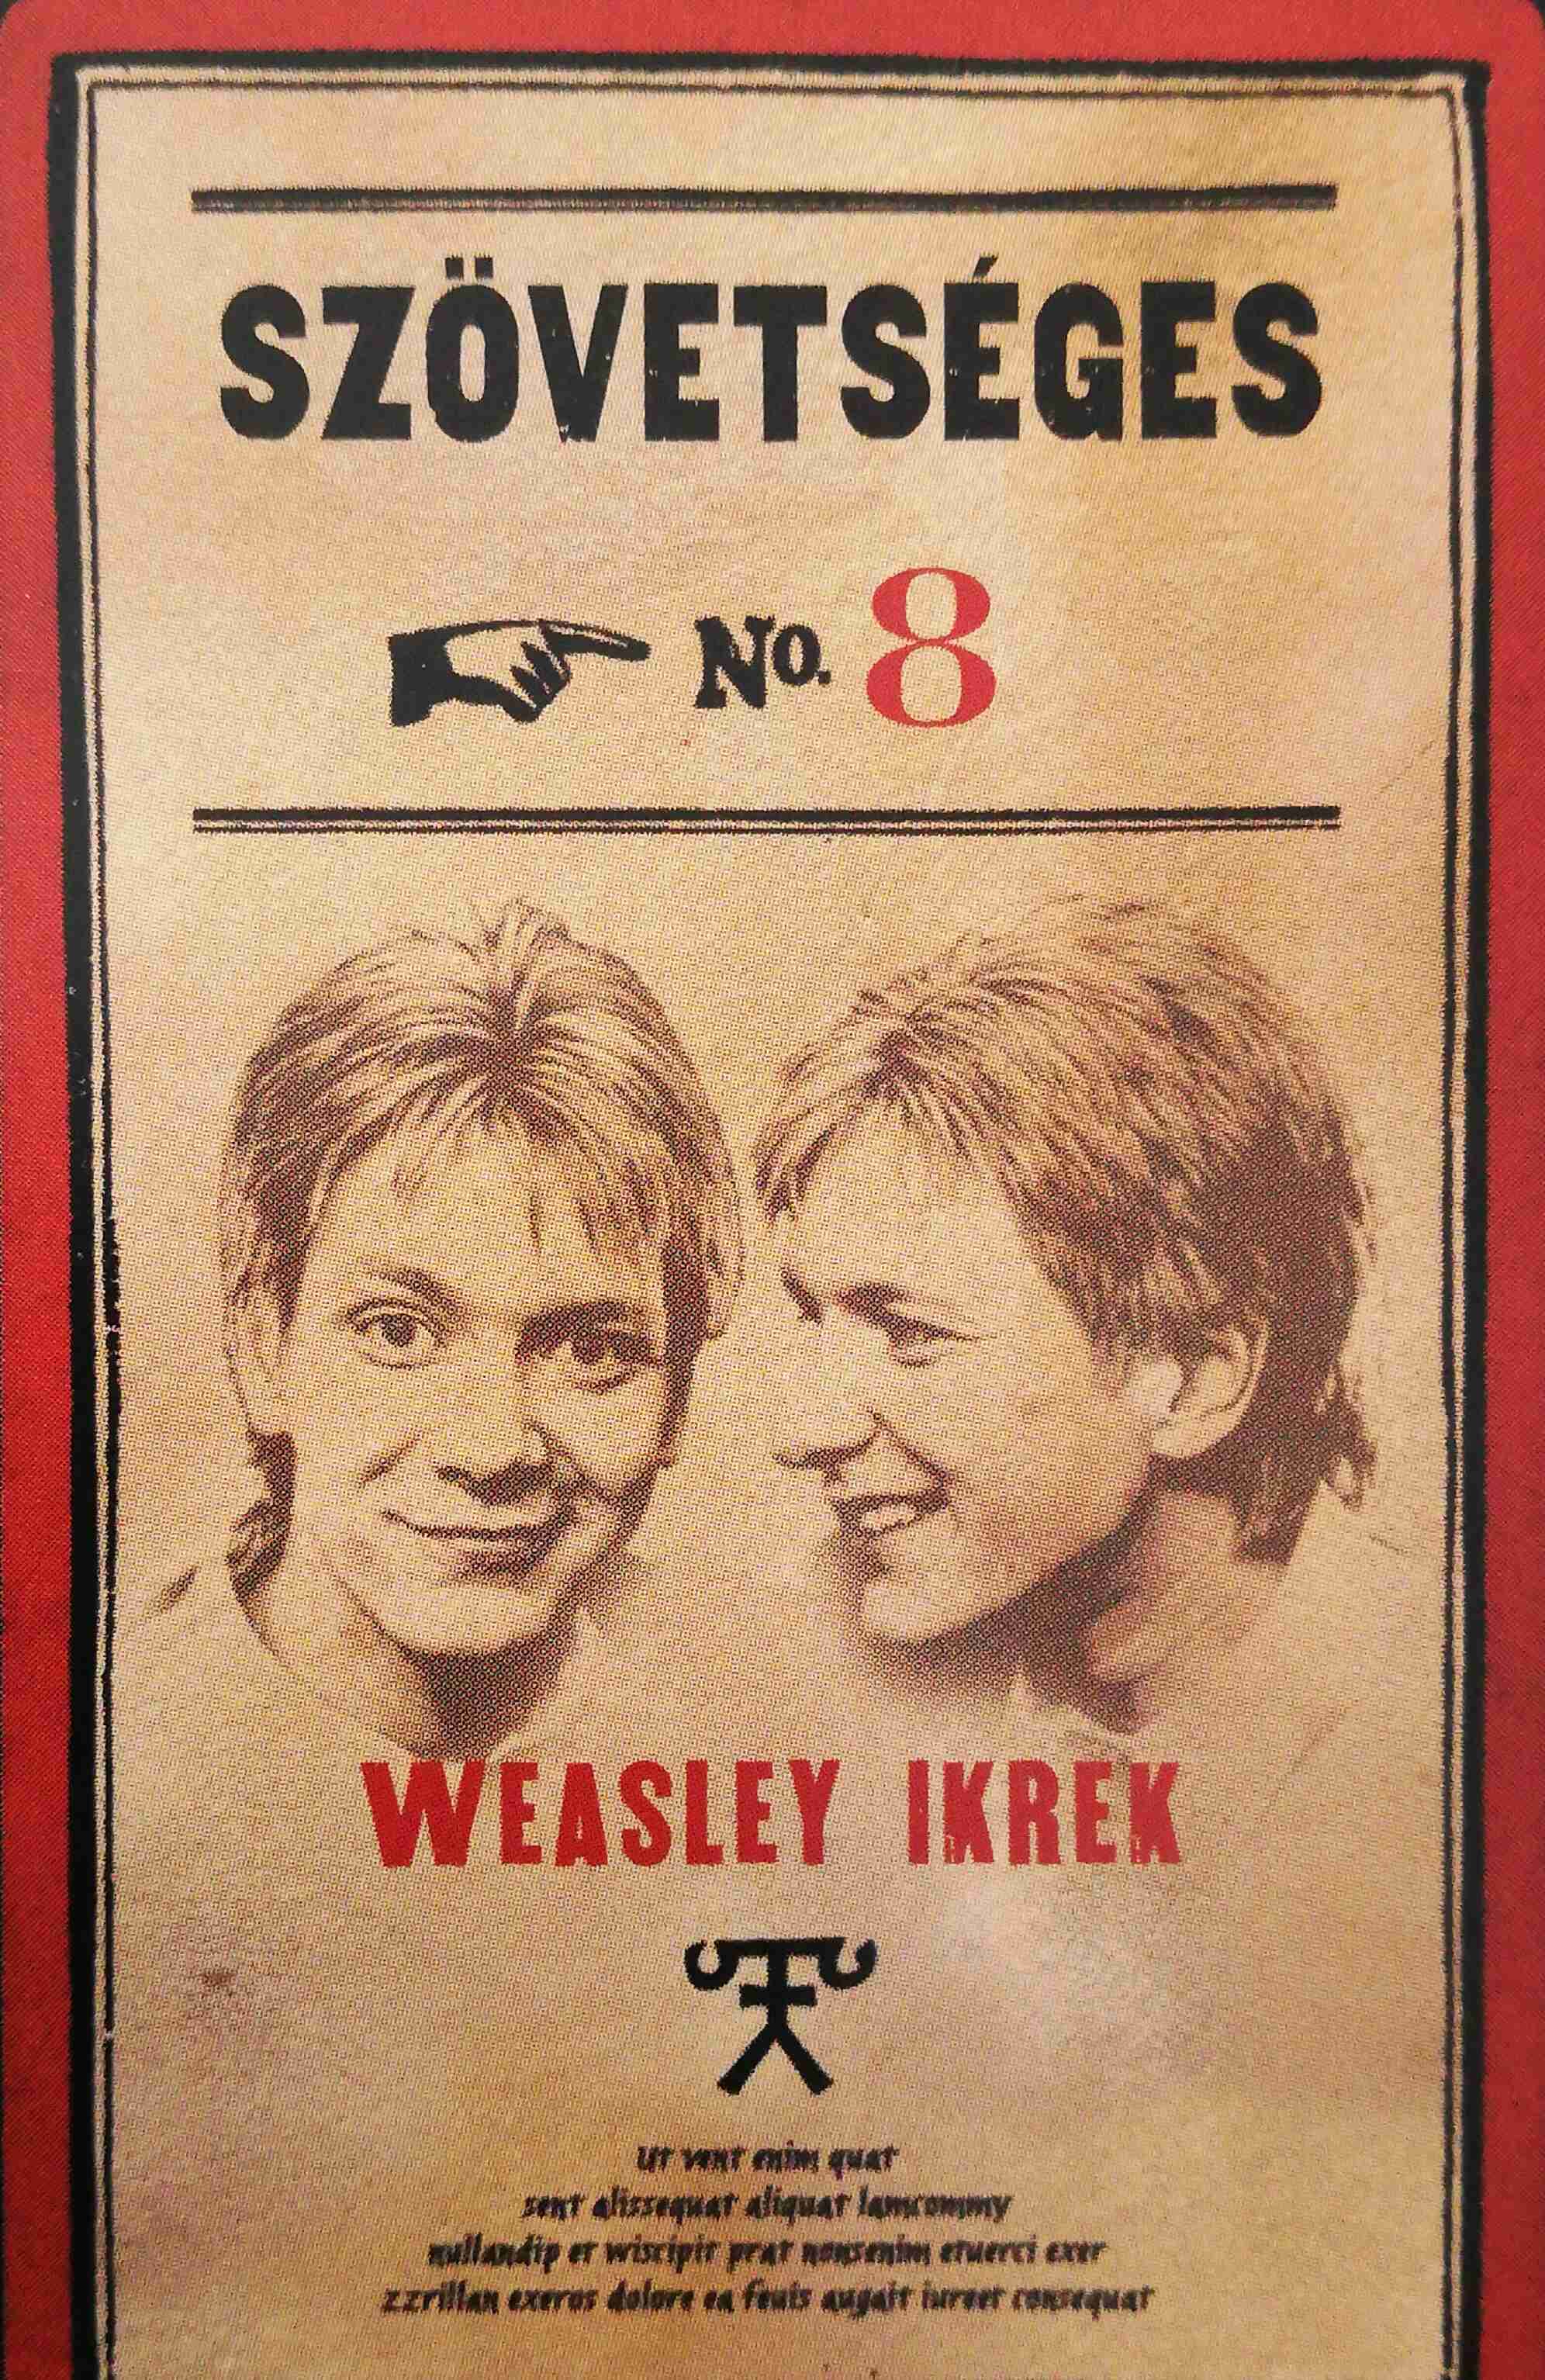 SZÖVETSÉGES
No. 8
WEASLEY IKREK
Ut vent enim quat
sent alissequat aliquat lamcommy
nullandip er wiscipit prat nonsenim etuerci exer
zzrillan exeros dolore ea feuis augait iureet consequat